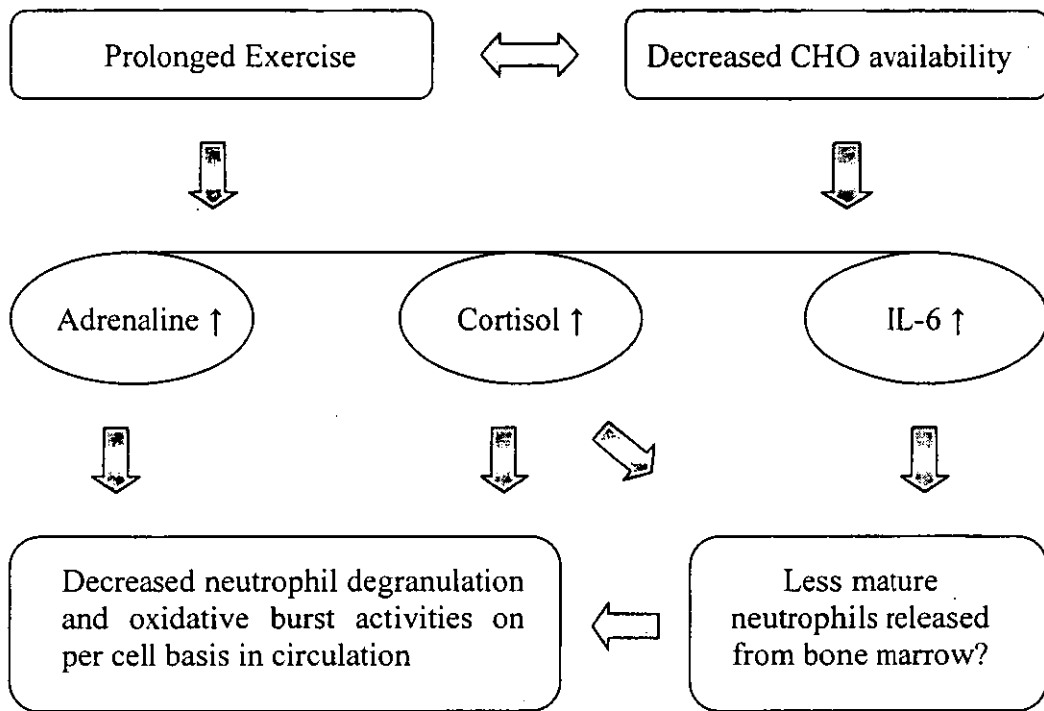 Prolonged Exercise
Decreased CHO availability
Adrenaline ↑
Cortisol ↑
IL-6 ↑
Decreased neutrophil degranulation
and oxidative burst activities on
per cell basis in circulation
Less mature
neutrophils released
from bone marrow?